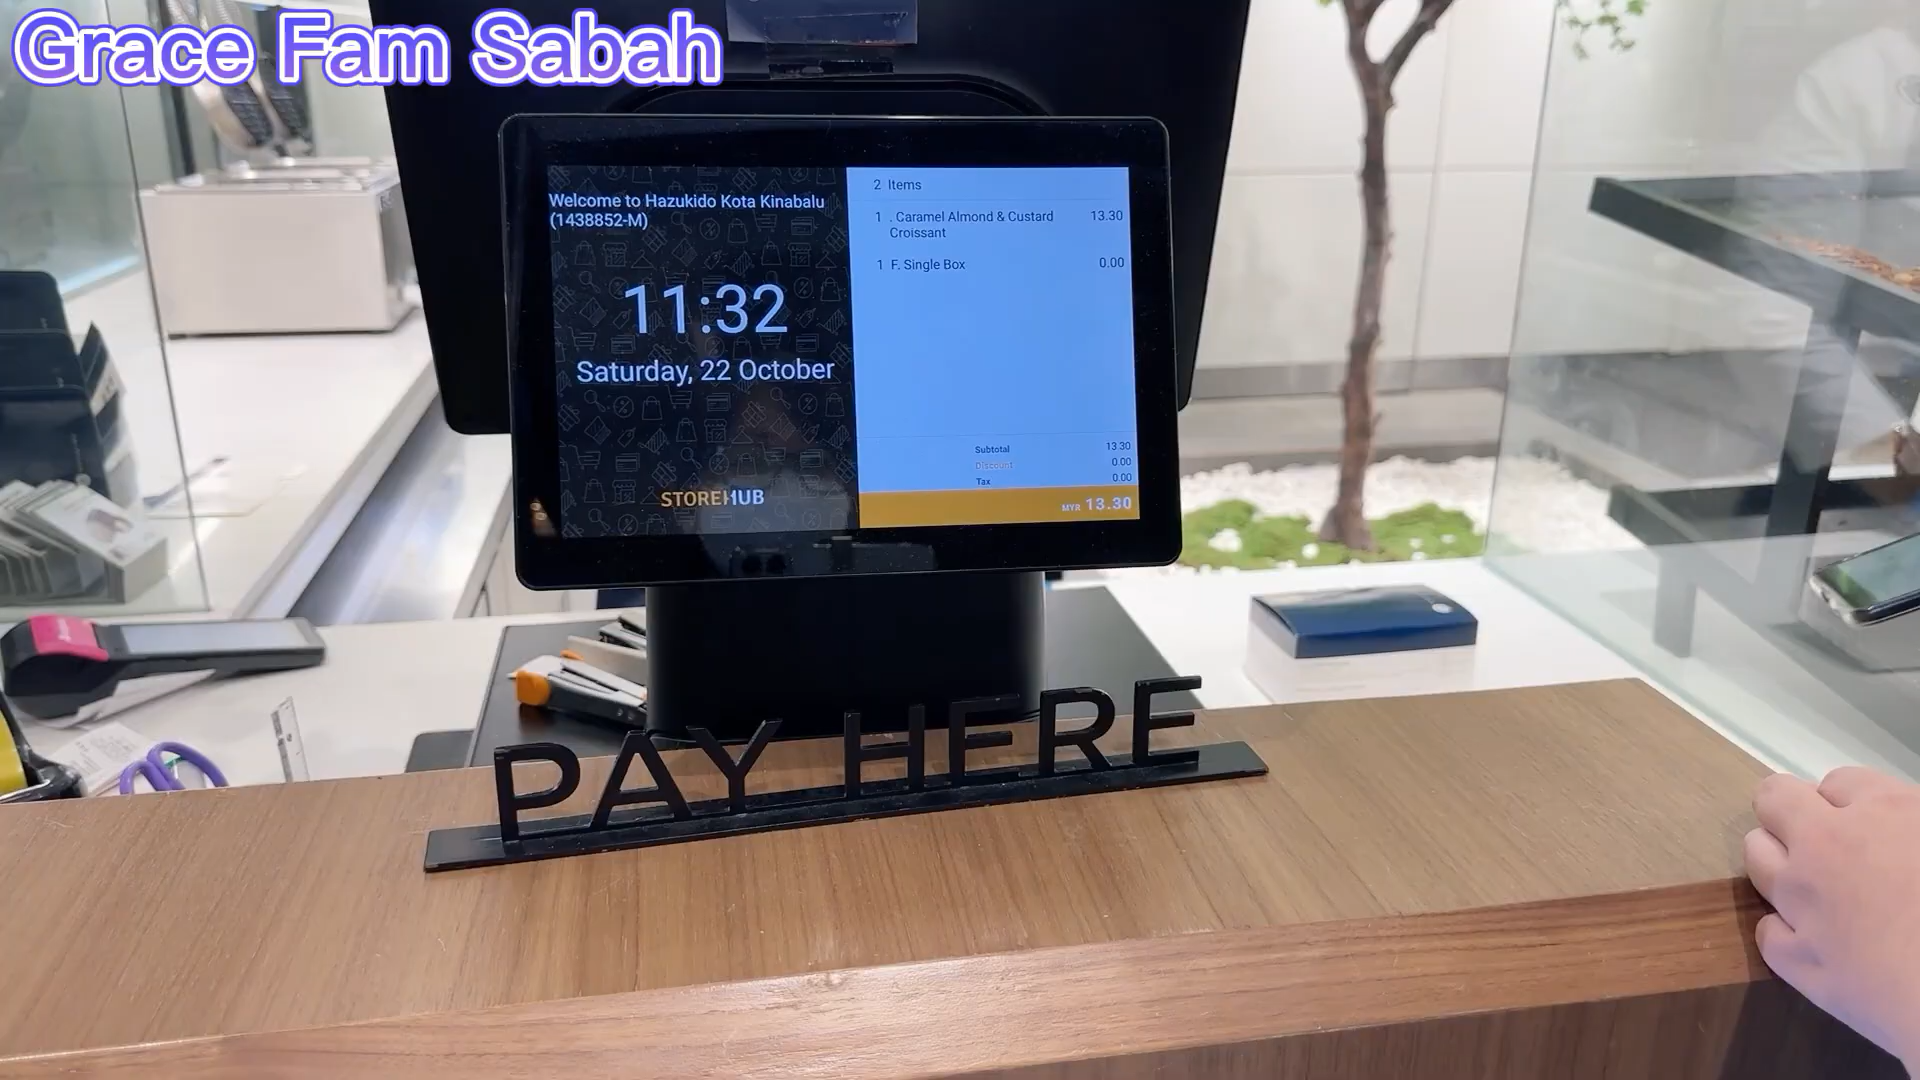 Grace Fam Sabah
Welcome to Hazukido Kota Kinabalu
(1438852-M)
11:32
Saturday, 22 October
STOREHUB
2 Items
1 . Caramel Almond & Custard 13.30
Croissant
1 F. Single Box 0.00
Subtotal 13.30
Discount 0.00
Tax 0.00
MYR 13.30
PAY HERE